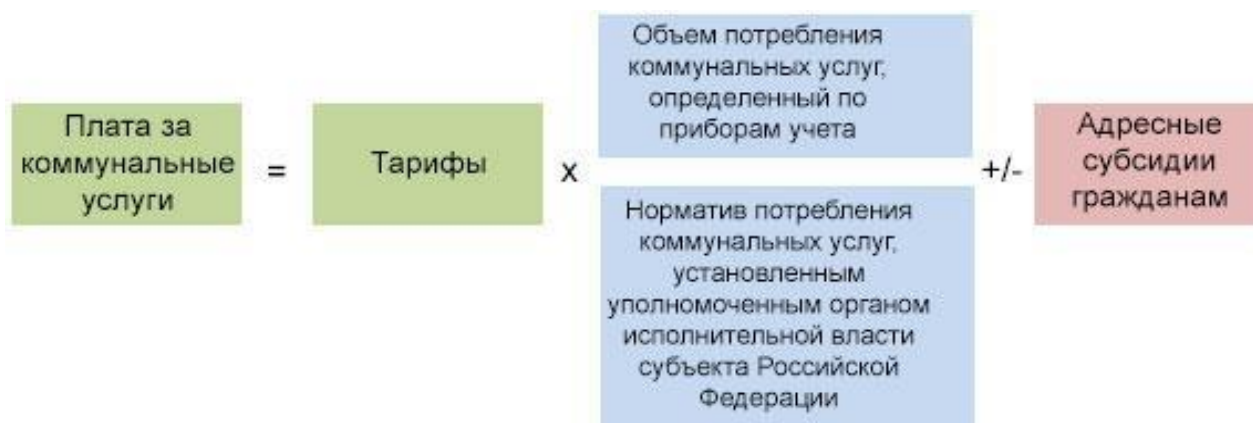 Плата за
коммунальные
услуги
=
Тарифы
x
Объем потребления
коммунальных услуг,
определенный по
приборам учета
Норматив потребления
коммунальных услуг,
установленным
уполномоченным органом
исполнительной власти
субъекта Российской
Федерации
+/-
Адресные
субсидии
гражданам